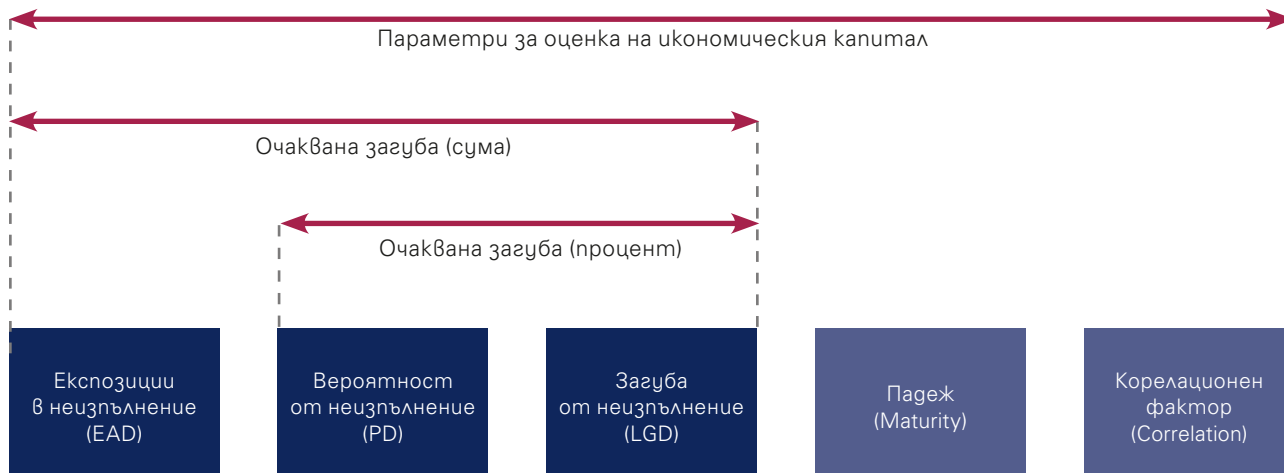 Параметри за оценка на икономическия капитал
Очаквана загуба (сума)
Очаквана загуба (процент)
Експозиции
в неизпълнение
(EAD)
Вероятност
от неизпълнение
(PD)
Загуба
от неизпълнение
(LGD)
Падеж
(Maturity)
Корелационен
фактор
(Correlation)